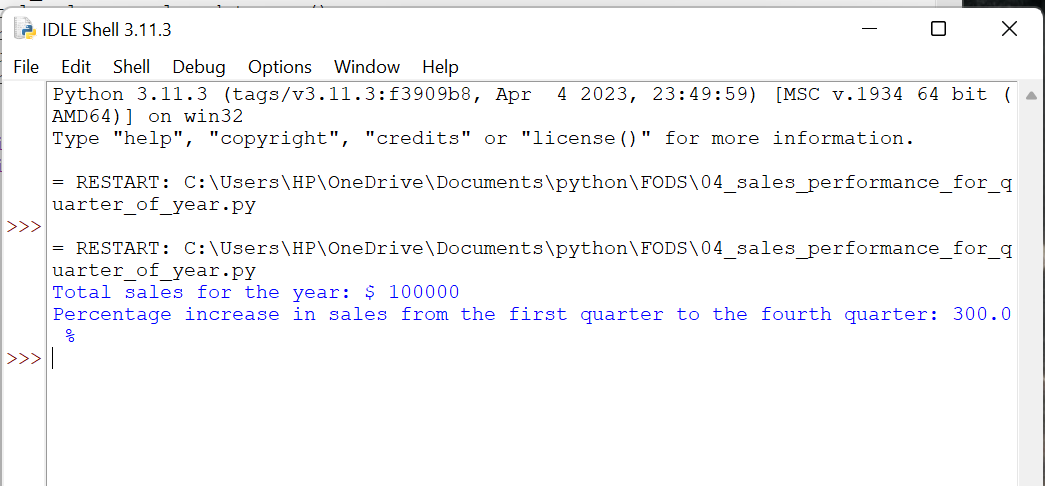 IDLE Shell 3.11.3
File Edit Shell Debug Options Window Help
Python 3.11.3 (tags/v3.11.3:f3909b8, Apr  4 2023, 23:49:59) [MSC v.1934 64 bit (
AMD64)] on win32
Type "help", "copyright", "credits" or "license()" for more information.
= RESTART: C:\Users\HP\OneDrive\Documents\python\FODS\04_sales_performance_for_q
uarter_of_year.py
>>>
= RESTART: C:\Users\HP\OneDrive\Documents\python\FODS\04_sales_performance_for_q
uarter_of_year.py
Total sales for the year: $ 100000
Percentage increase in sales from the first quarter to the fourth quarter: 300.0
 %
>>>